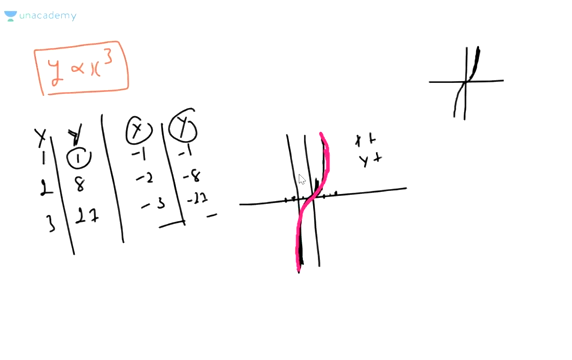 unacademy
y ∝ x³
X Y X Y
1 1 -1 -1
2 8 -2 -8
3 27 -3 -27
x +
y +